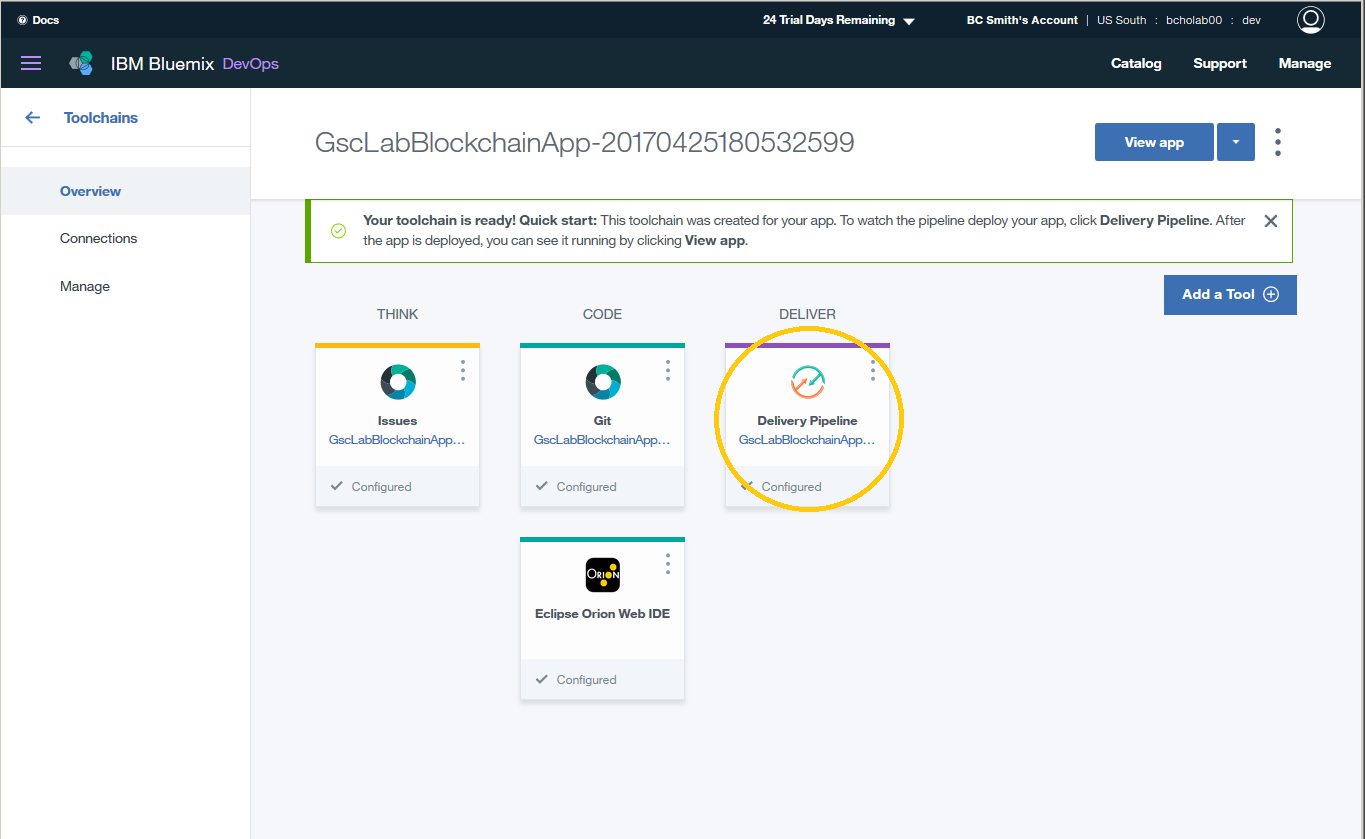 Docs
24 Trial Days Remaining
BC Smith's Account | US South : bcholab00 : dev
IBM Bluemix DevOps
Catalog
Support
Manage
Toolchains
Overview
Connections
Manage
GscLabBlockchainApp-20170425180532599
View app
Your toolchain is ready! Quick start: This toolchain was created for your app. To watch the pipeline deploy your app, click Delivery Pipeline. After
the app is deployed, you can see it running by clicking View app.
Add a Tool
THINK
CODE
DELIVER
Issues
GscLabBlockchainApp...
Configured
Git
GscLabBlockchainApp...
Configured
Delivery Pipeline
GscLabBlockchainApp...
Configured
ORION
Eclipse Orion Web IDE
Configured